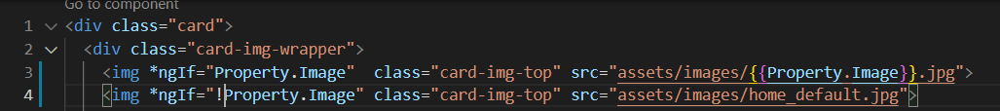 Go to component
1 <div class="card">
2 <div class="card-img-wrapper">
3 <img *ngIf="Property.Image"  class="card-img-top" src="assets/images/{{Property.Image}}.jpg">
4 <img *ngIf="!Property.Image" class="card-img-top" src="assets/images/home_default.jpg">